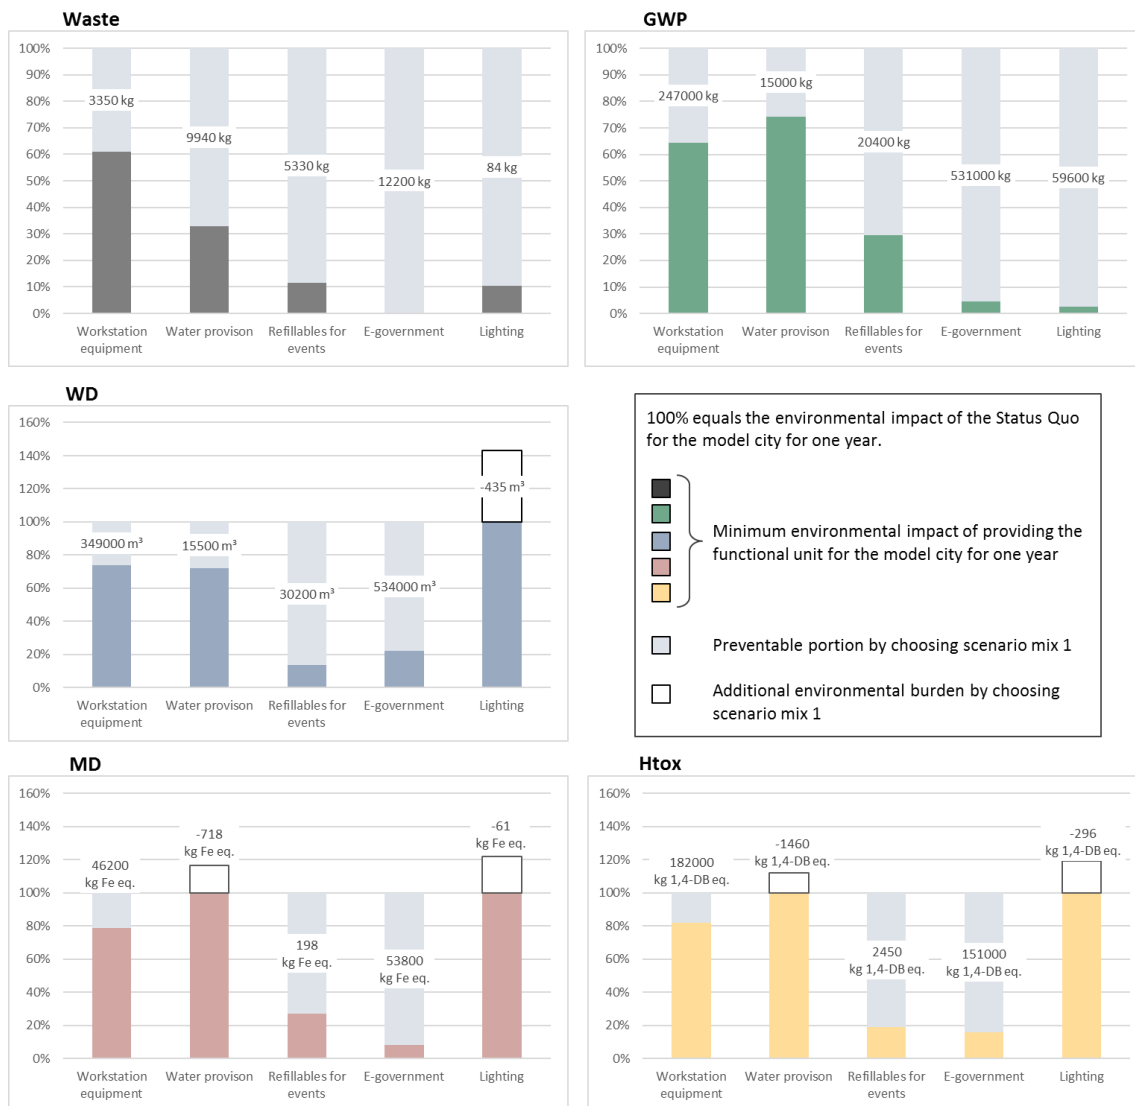 Waste
100%
90%
80%
70%
60%
50%
40%
30%
20%
10%
0%
3350 kg
9940 kg
5330 kg
12200 kg
84 kg
Workstation
equipment
Water provison
Refillables for
events
E-government
Lighting
GWP
100%
90%
80%
70%
60%
50%
40%
30%
20%
10%
0%
247000 kg
15000 kg
20400 kg
531000 kg
59600 kg
Workstation
equipment
Water provison
Refillables for
events
E-government
Lighting
WD
160%
140%
120%
100%
80%
60%
40%
20%
0%
349000 m³
15500 m³
30200 m³
534000 m³
-435 m³
Workstation
equipment
Water provison
Refillables for
events
E-government
Lighting
100% equals the environmental impact of the Status Quo
for the model city for one year.
Minimum environmental impact of providing the
functional unit for the model city for one year
Preventable portion by choosing scenario mix 1
Additional environmental burden by choosing
scenario mix 1
MD
160%
140%
120%
100%
80%
60%
40%
20%
0%
46200
kg Fe eq.
-718
kg Fe eq.
198
kg Fe eq.
53800
kg Fe eq.
-61
kg Fe eq.
Workstation
equipment
Water provison
Refillables for
events
E-government
Lighting
Htox
160%
140%
120%
100%
80%
60%
40%
20%
0%
182000
kg 1,4-DB eq.
-1460
kg 1,4-DB eq.
2450
kg 1,4-DB eq.
151000
kg 1,4-DB eq.
-296
kg 1,4-DB eq.
Workstation
equipment
Water provison
Refillables for
events
E-government
Lighting